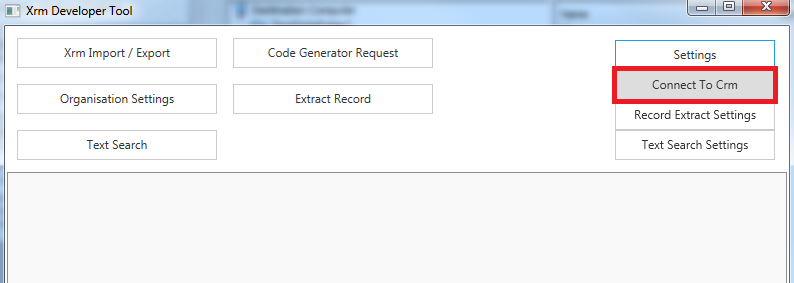 Xrm Developer Tool
Xrm Import / Export
Code Generator Request
Settings
Organisation Settings
Extract Record
Connect To Crm
Record Extract Settings
Text Search
Text Search Settings